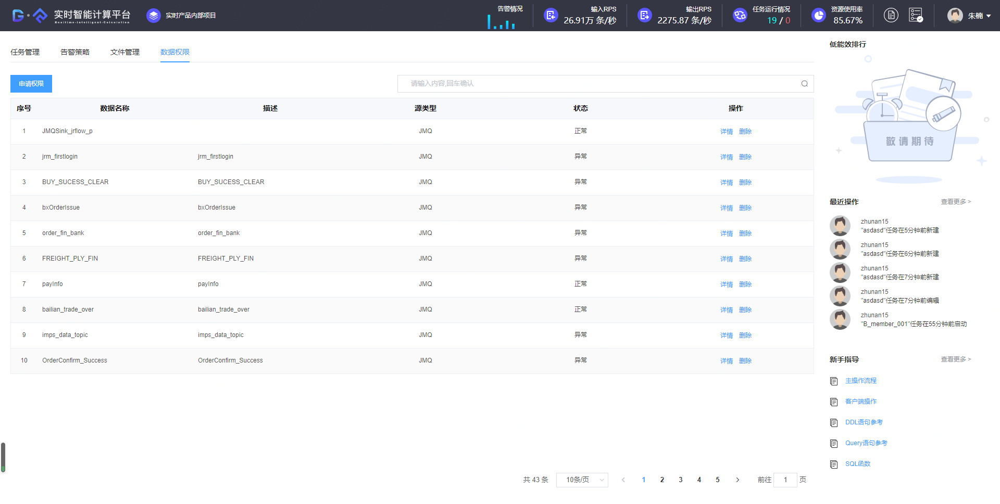 实时智能计算平台
Realtime-Intelligent-Calculation
实时产品内部项目
告警情况
输入RPS
26.91万 条/秒
输出RPS
2275.87 条/秒
任务运行情况
19 / 0
资源使用率
85.67%
朱楠
任务管理 告警策略 文件管理 数据权限
申请权限
请输入内容,回车确认
序号 数据名称 描述 源类型 状态 操作
1 JMQSink_jrflow_p JMQ 正常 详情 删除
2 jrm_firstlogin jrm_firstlogin JMQ 异常 详情 删除
3 BUY_SUCESS_CLEAR BUY_SUCESS_CLEAR JMQ 异常 详情 删除
4 bxOrderIssue bxOrderIssue JMQ 异常 详情 删除
5 order_fin_bank order_fin_bank JMQ 异常 详情 删除
6 FREIGHT_PLY_FIN FREIGHT_PLY_FIN JMQ 异常 详情 删除
7 payInfo payInfo JMQ 正常 详情 删除
8 bailian_trade_over bailian_trade_over JMQ 正常 详情 删除
9 imps_data_topic imps_data_topic JMQ 异常 详情 删除
10 OrderConfirm_Success OrderConfirm_Success JMQ 异常 详情 删除
共 43 条 10条/页 < 1 2 3 4 5 > 前往 1 页
低能效排行
敬请期待
最近操作 查看更多 >
zhunan15
"asdasd"任务在5分钟前新建
zhunan15
"asdasd"任务在6分钟前新建
zhunan15
"asdasd"任务在7分钟前新建
zhunan15
"asdasd"任务在7分钟前编辑
zhunan15
"B_member_001"任务在55分钟前启动
新手指导 查看更多 >
主操作流程
客户端操作
DDL语句参考
Query语句参考
SQL函数